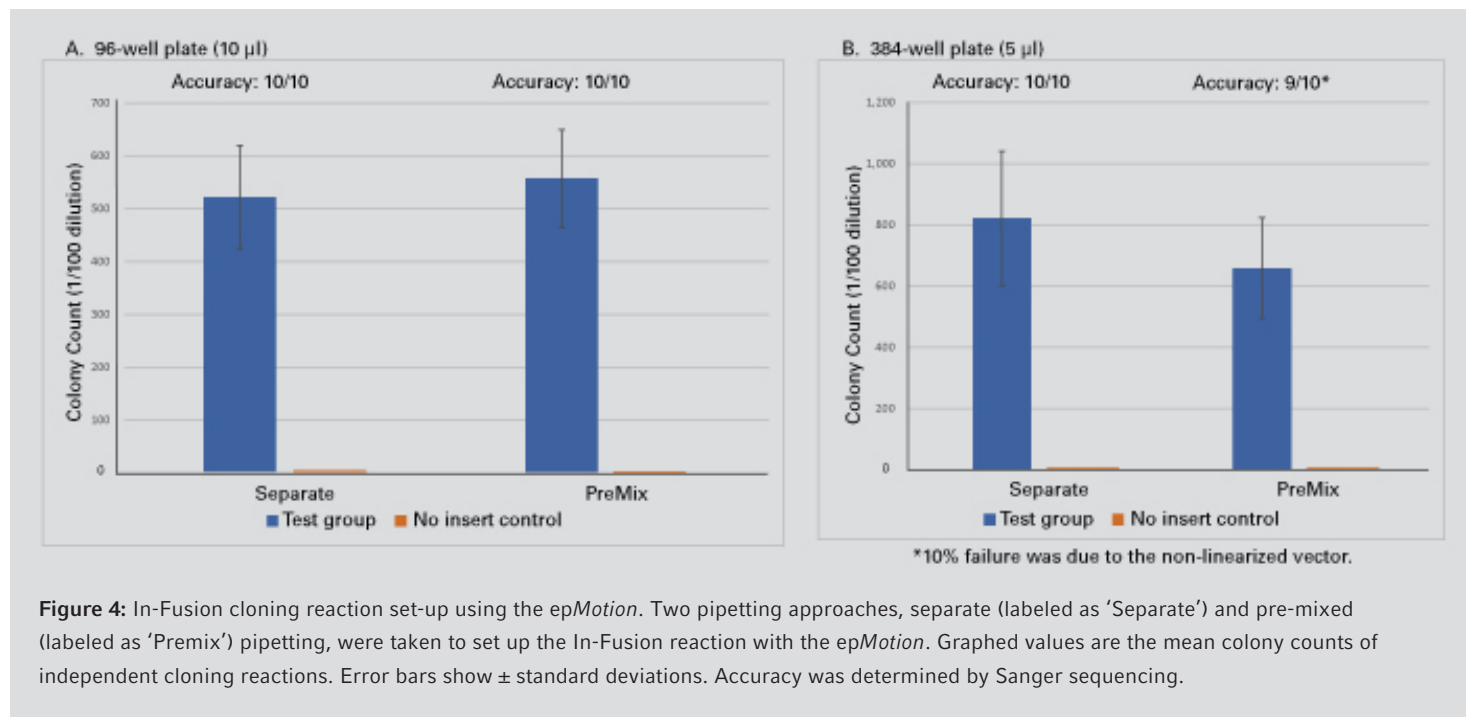 A. 96-well plate (10 µl)
Accuracy: 10/10
Accuracy: 10/10
Colony Count (1/100 dilution)
700
600
500
400
300
200
100
0
Separate
PreMix
Test group
No insert control
B. 384-well plate (5 µl)
Accuracy: 10/10
Accuracy: 9/10*
Colony Count (1/100 dilution)
1,200
1,000
800
600
400
200
0
Separate
PreMix
Test group
No insert control
*10% failure was due to the non-linearized vector.
Figure 4: In-Fusion cloning reaction set-up using the epMotion. Two pipetting approaches, separate (labeled as ‘Separate’) and pre-mixed
(labeled as ‘Premix’) pipetting, were taken to set up the In-Fusion reaction with the epMotion. Graphed values are the mean colony counts of
independent cloning reactions. Error bars show ± standard deviations. Accuracy was determined by Sanger sequencing.